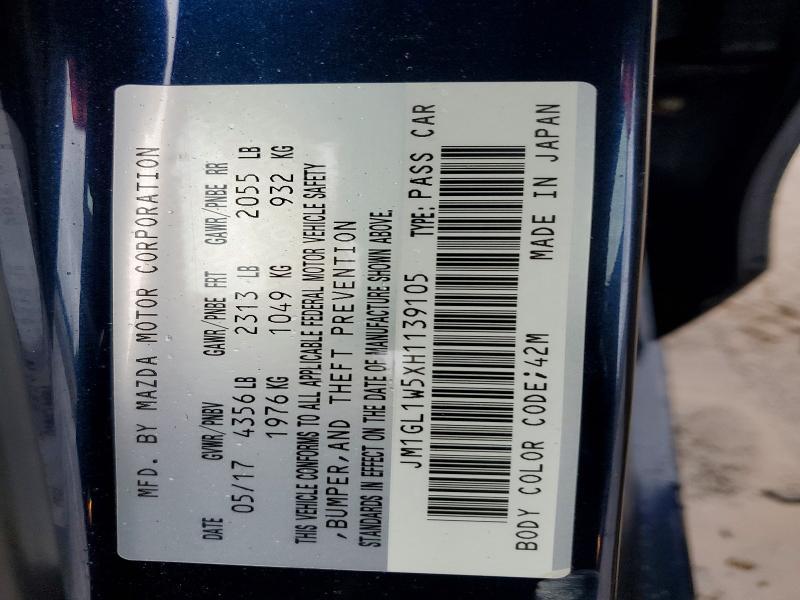 MFD. BY MAZDA MOTOR CORPORATION
DATE GVWR/PNBV GAWR/PNBE FRT GAWR/PNBE RR
05/17 4356 LB 2313 LB 2055 LB
1976 KG 1049 KG 932 KG
THIS VEHICLE CONFORMS TO ALL APPLICABLE FEDERAL MOTOR VEHICLE SAFETY
,BUMPER,AND THEFT PREVENTION
STANDARDS IN EFFECT ON THE DATE OF MANUFACTURE SHOWN ABOVE.
JM1GL1W5XH1139105 TYPE: PASS CAR
BODY COLOR CODE;42M MADE IN JAPAN